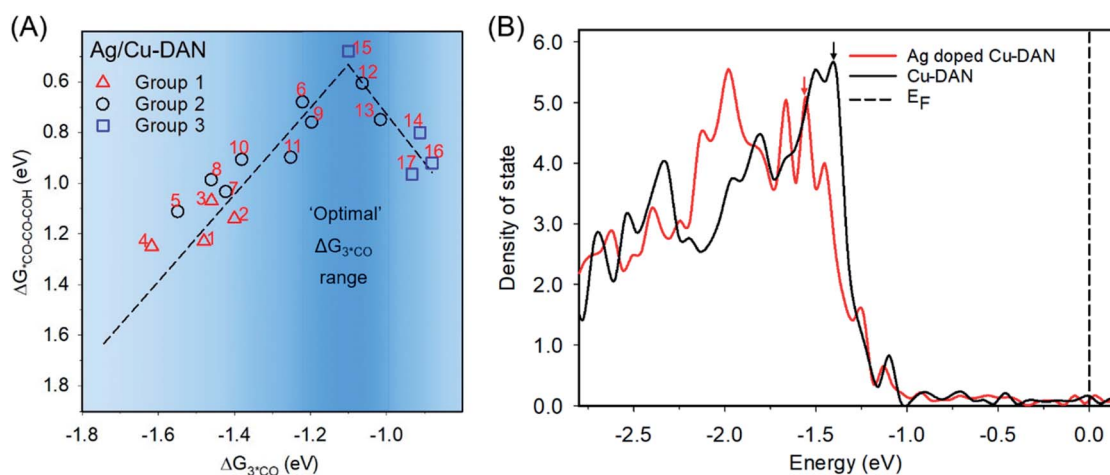 (A)
Ag/Cu-DAN
Group 1
Group 2
Group 3
0.6
0.8
1.0
1.2
1.4
1.6
1.8
ΔG*CO-CO-COH (eV)
15
12
6
13
9
14
10
11
16
17
8
7
3
5
2
1
4
'Optimal'
ΔG3*CO
range
-1.8
-1.6
-1.4
-1.2
-1.0
ΔG3*CO (eV)
(B)
6.0
5.0
4.0
3.0
2.0
1.0
0.0
Density of state
Ag doped Cu-DAN
Cu-DAN
EF
-2.5
-2.0
-1.5
-1.0
-0.5
0.0
Energy (eV)